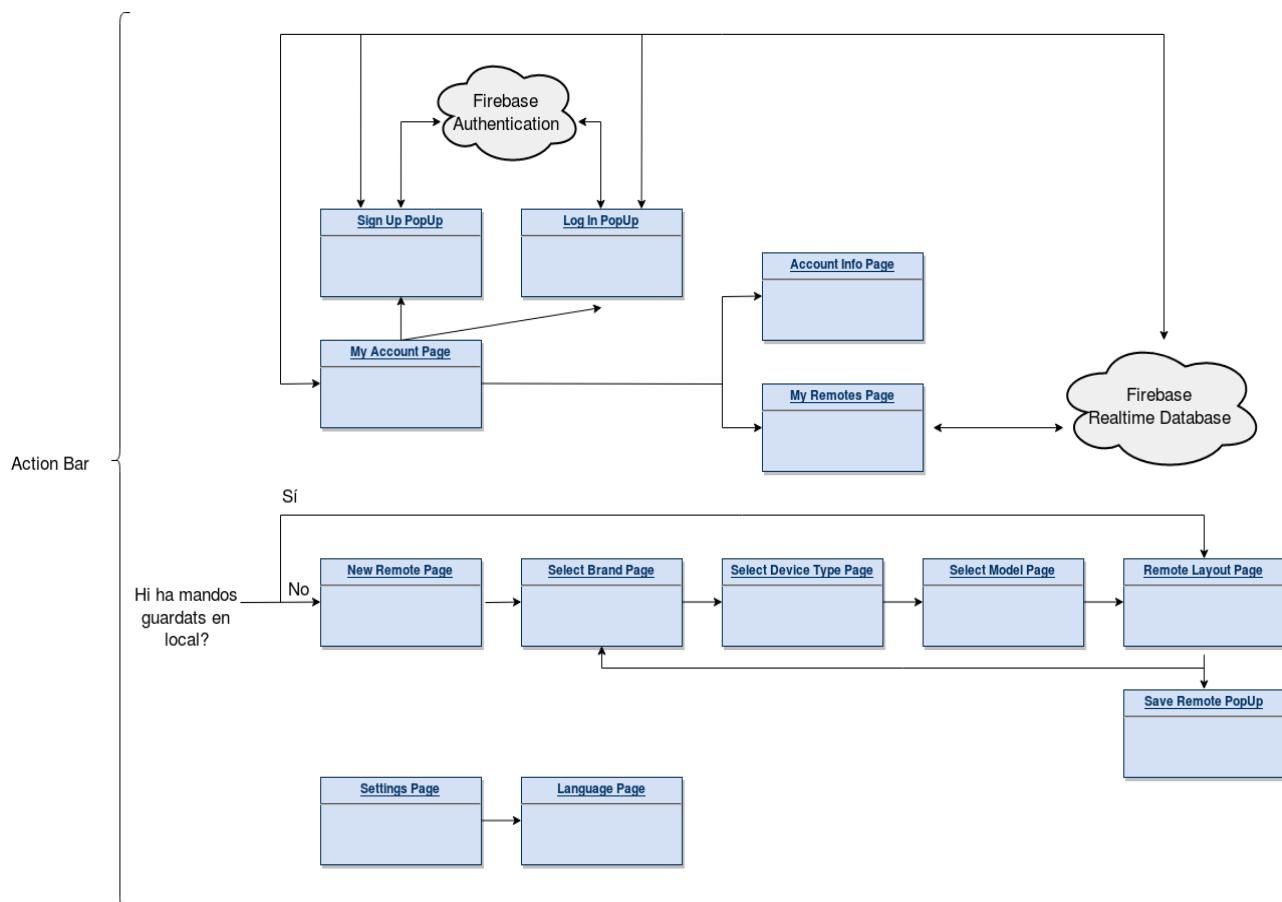 Firebase
Authentication
Sign Up PopUp
Log In PopUp
Account Info Page
My Account Page
My Remotes Page
Firebase
Realtime Database
Action Bar
Sí
No
Hi ha mandos
guardats en
local?
New Remote Page
Select Brand Page
Select Device Type Page
Select Model Page
Remote Layout Page
Save Remote PopUp
Settings Page
Language Page